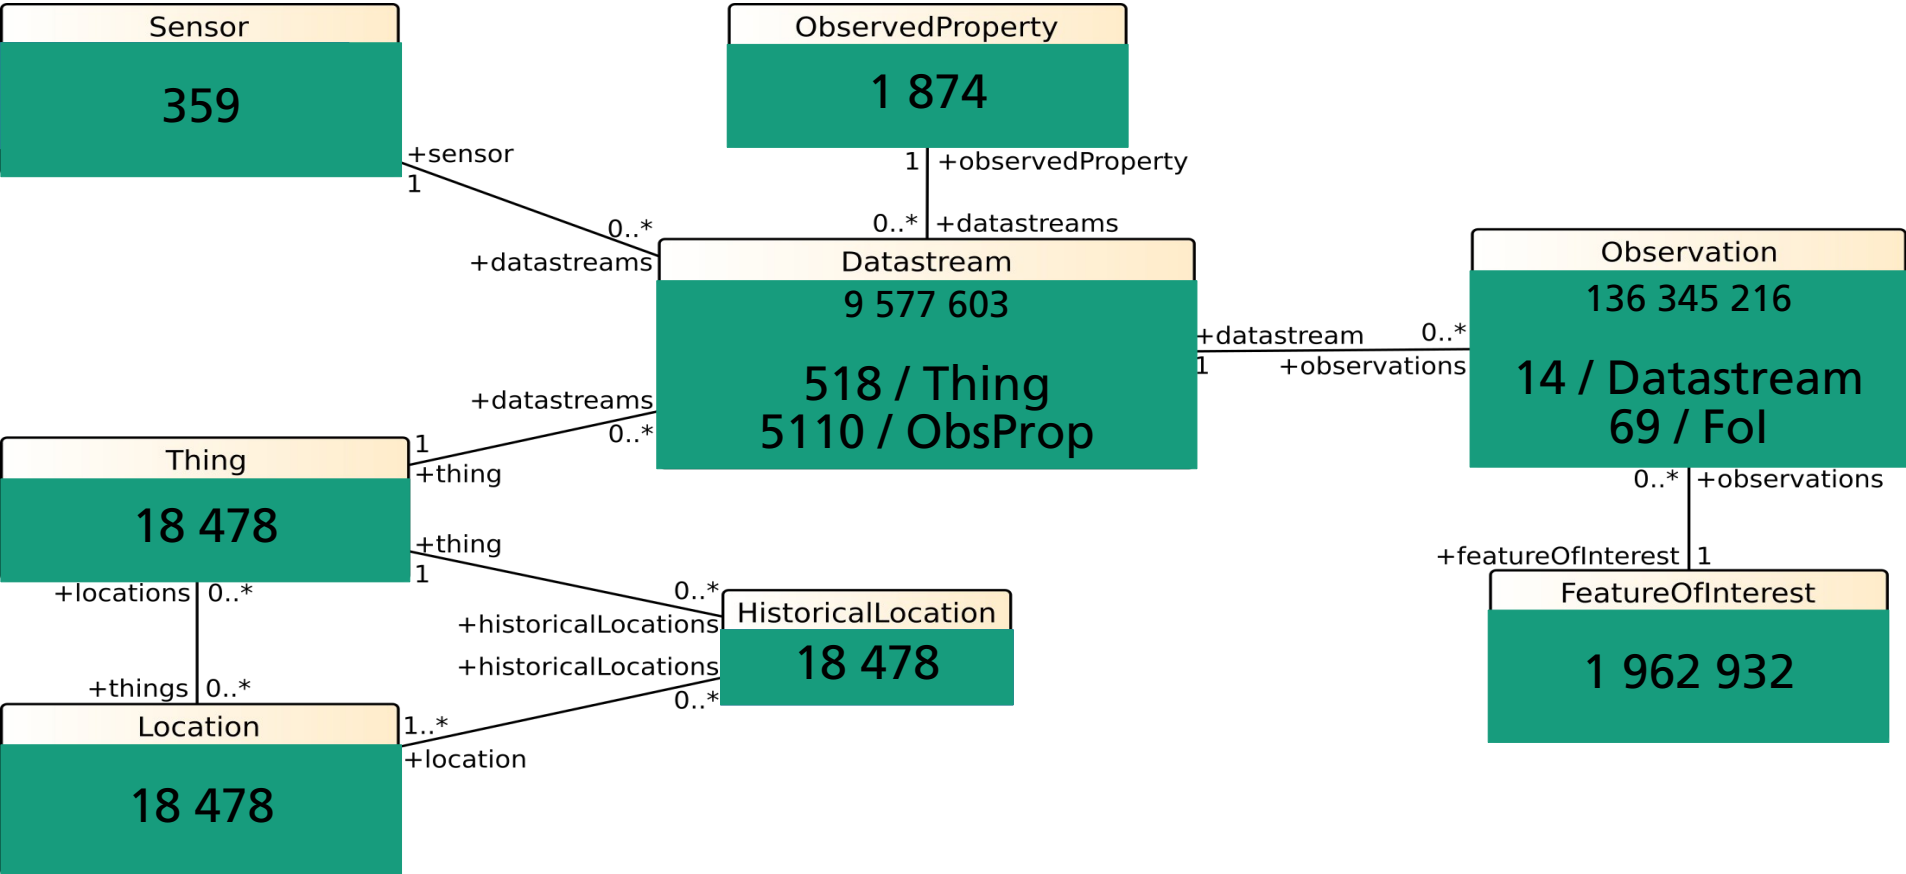 Sensor
359
+sensor
1
0..*
+datastreams
ObservedProperty
1 874
1 +observedProperty
0..* +datastreams
Datastream
9 577 603
518 / Thing
5110 / ObsProp
+datastream 0..*
1 +observations
Observation
136 345 216
14 / Datastream
69 / FoI
0..* +observations
+featureOfInterest 1
FeatureOfInterest
1 962 932
+datastreams
0..*
1
+thing
Thing
18 478
+thing
1
0..*
+historicalLocations
HistoricalLocation
18 478
+historicalLocations
0..*
+locations 0..*
+things 0..*
Location
18 478
1..*
+location